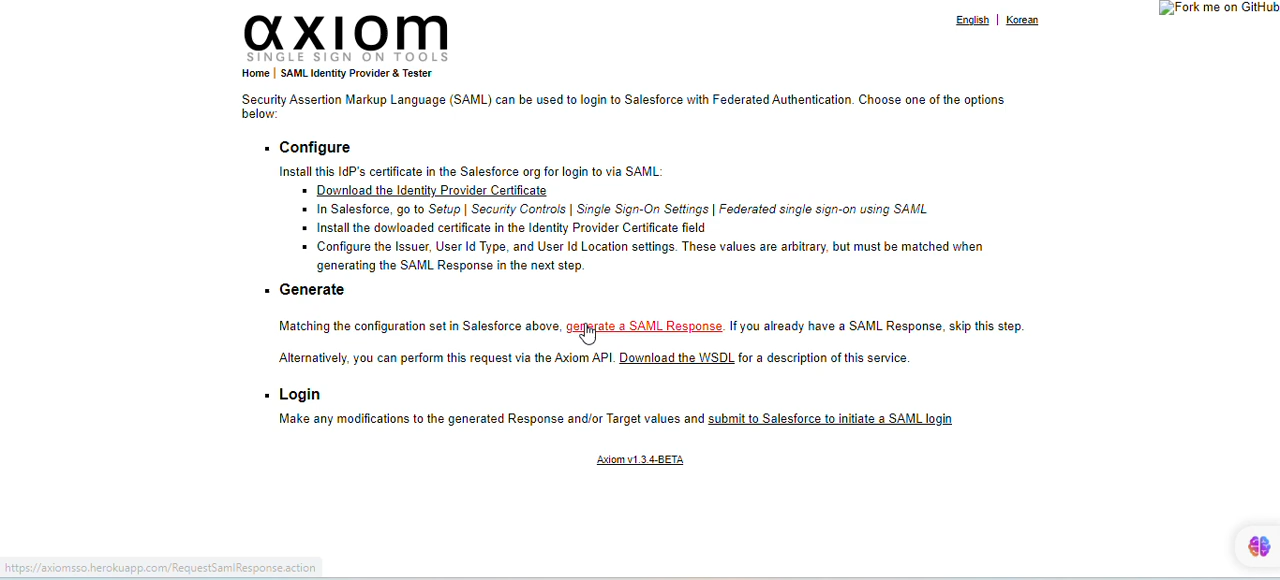 αxiom
SINGLE SIGN ON TOOLS
English | Korean
Fork me on GitHub
Home | SAML Identity Provider & Tester
Security Assertion Markup Language (SAML) can be used to login to Salesforce with Federated Authentication. Choose one of the options
below:
Configure
Install this IdP's certificate in the Salesforce org for login to via SAML:
Download the Identity Provider Certificate
In Salesforce, go to Setup | Security Controls | Single Sign-On Settings | Federated single sign-on using SAML
Install the dowloaded certificate in the Identity Provider Certificate field
Configure the Issuer, User Id Type, and User Id Location settings. These values are arbitrary, but must be matched when
generating the SAML Response in the next step.
Generate
Matching the configuration set in Salesforce above, generate a SAML Response. If you already have a SAML Response, skip this step.
Alternatively, you can perform this request via the Axiom API. Download the WSDL for a description of this service.
Login
Make any modifications to the generated Response and/or Target values and submit to Salesforce to initiate a SAML login
Axiom v1.3.4-BETA
https://axiomsso.herokuapp.com/RequestSamlResponse.action